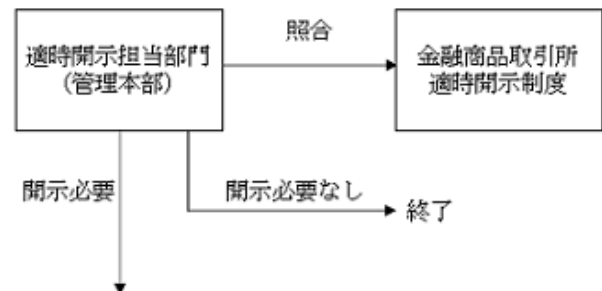 照合
適時開示担当部門
(管理本部)
金融商品取引所
適時開示制度
開示必要
開示必要なし
終了